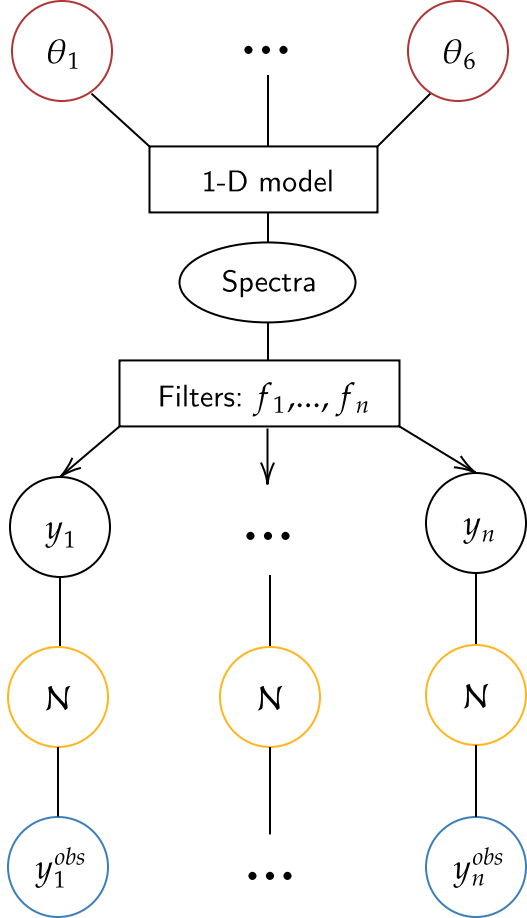 θ₁ ... θ₆
1-D model
Spectra
Filters: f₁,..., fₙ
y₁ ... yₙ
N N N
y₁ᵒᵇˢ ... yₙᵒᵇˢ